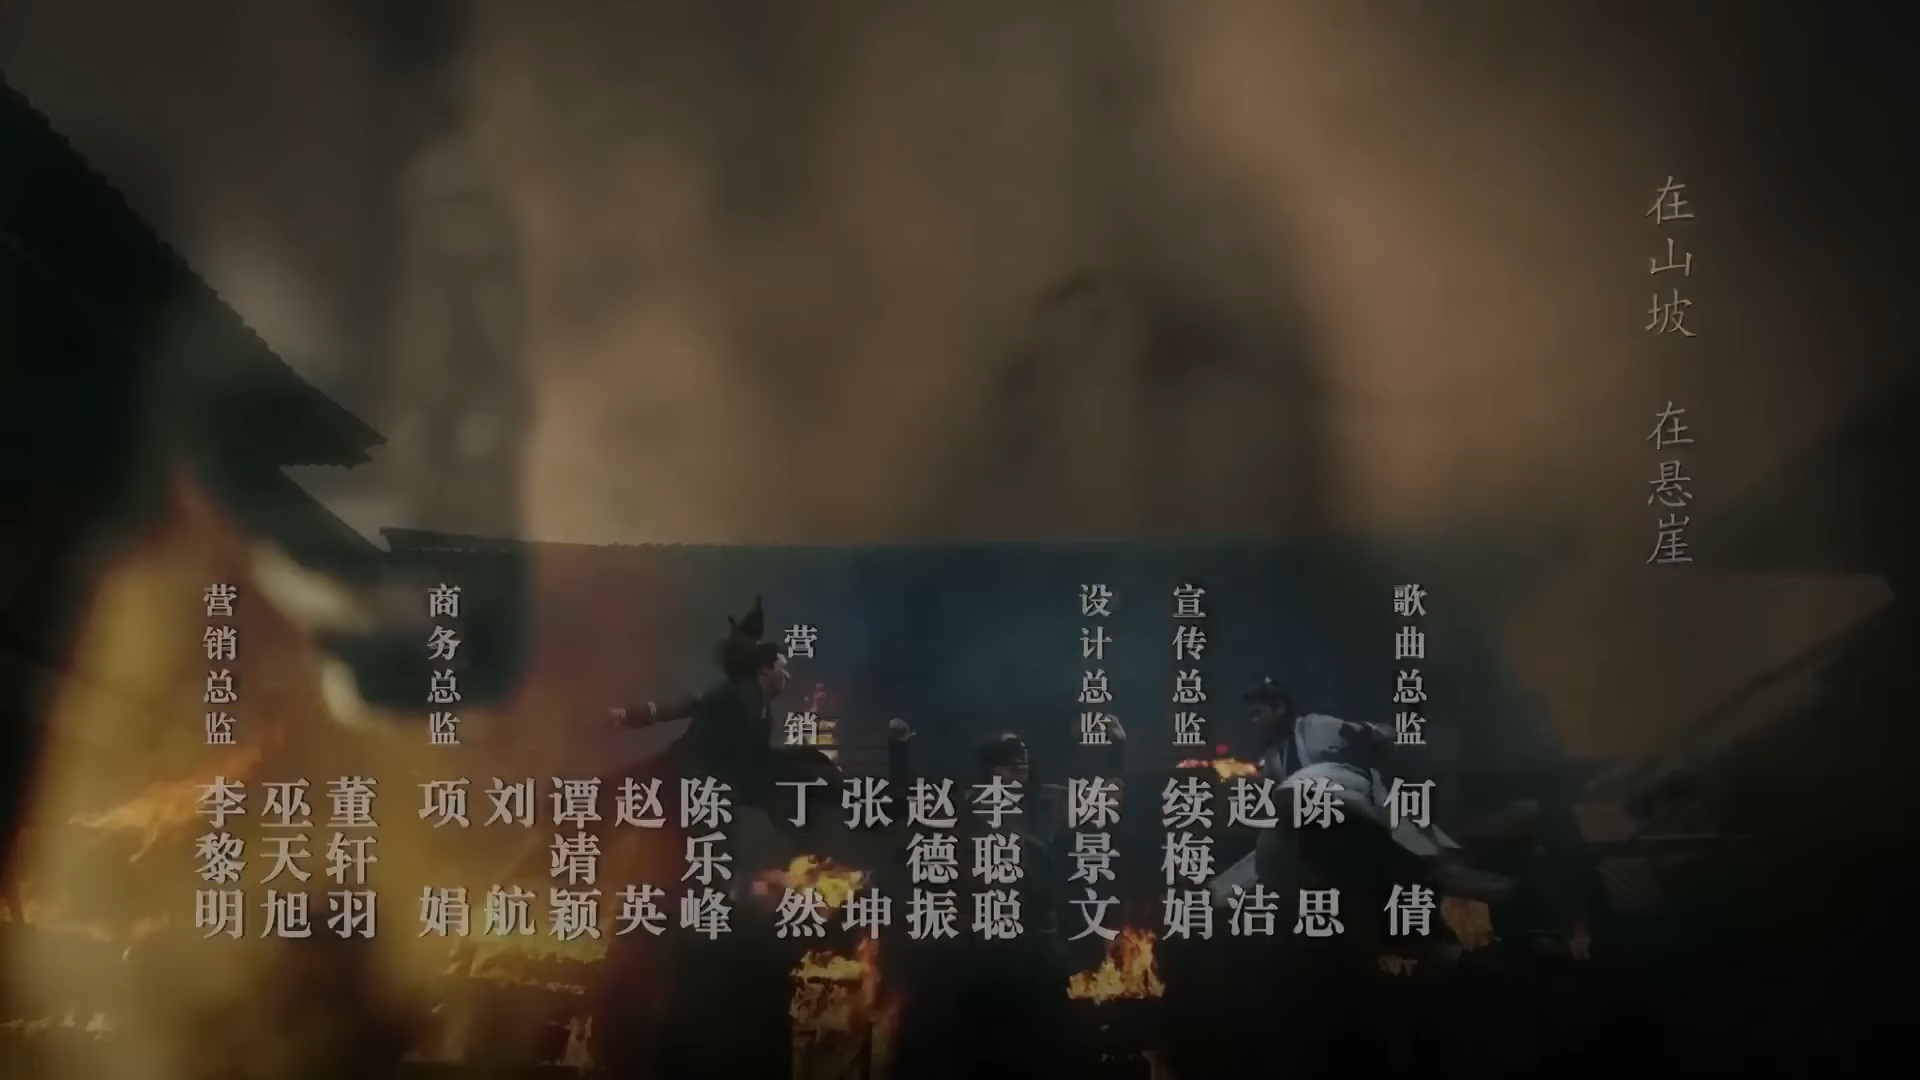 在山坡 在悬崖
歌曲总监
何倩
宣传总监
陈思
赵洁
续梅娟
设计总监
陈景文
营销
李聪聪
赵德振
张坤
丁然
商务总监
陈乐峰
赵英
谭靖颖
刘航
项娟
营销总监
董轩羽
巫天旭
李黎明